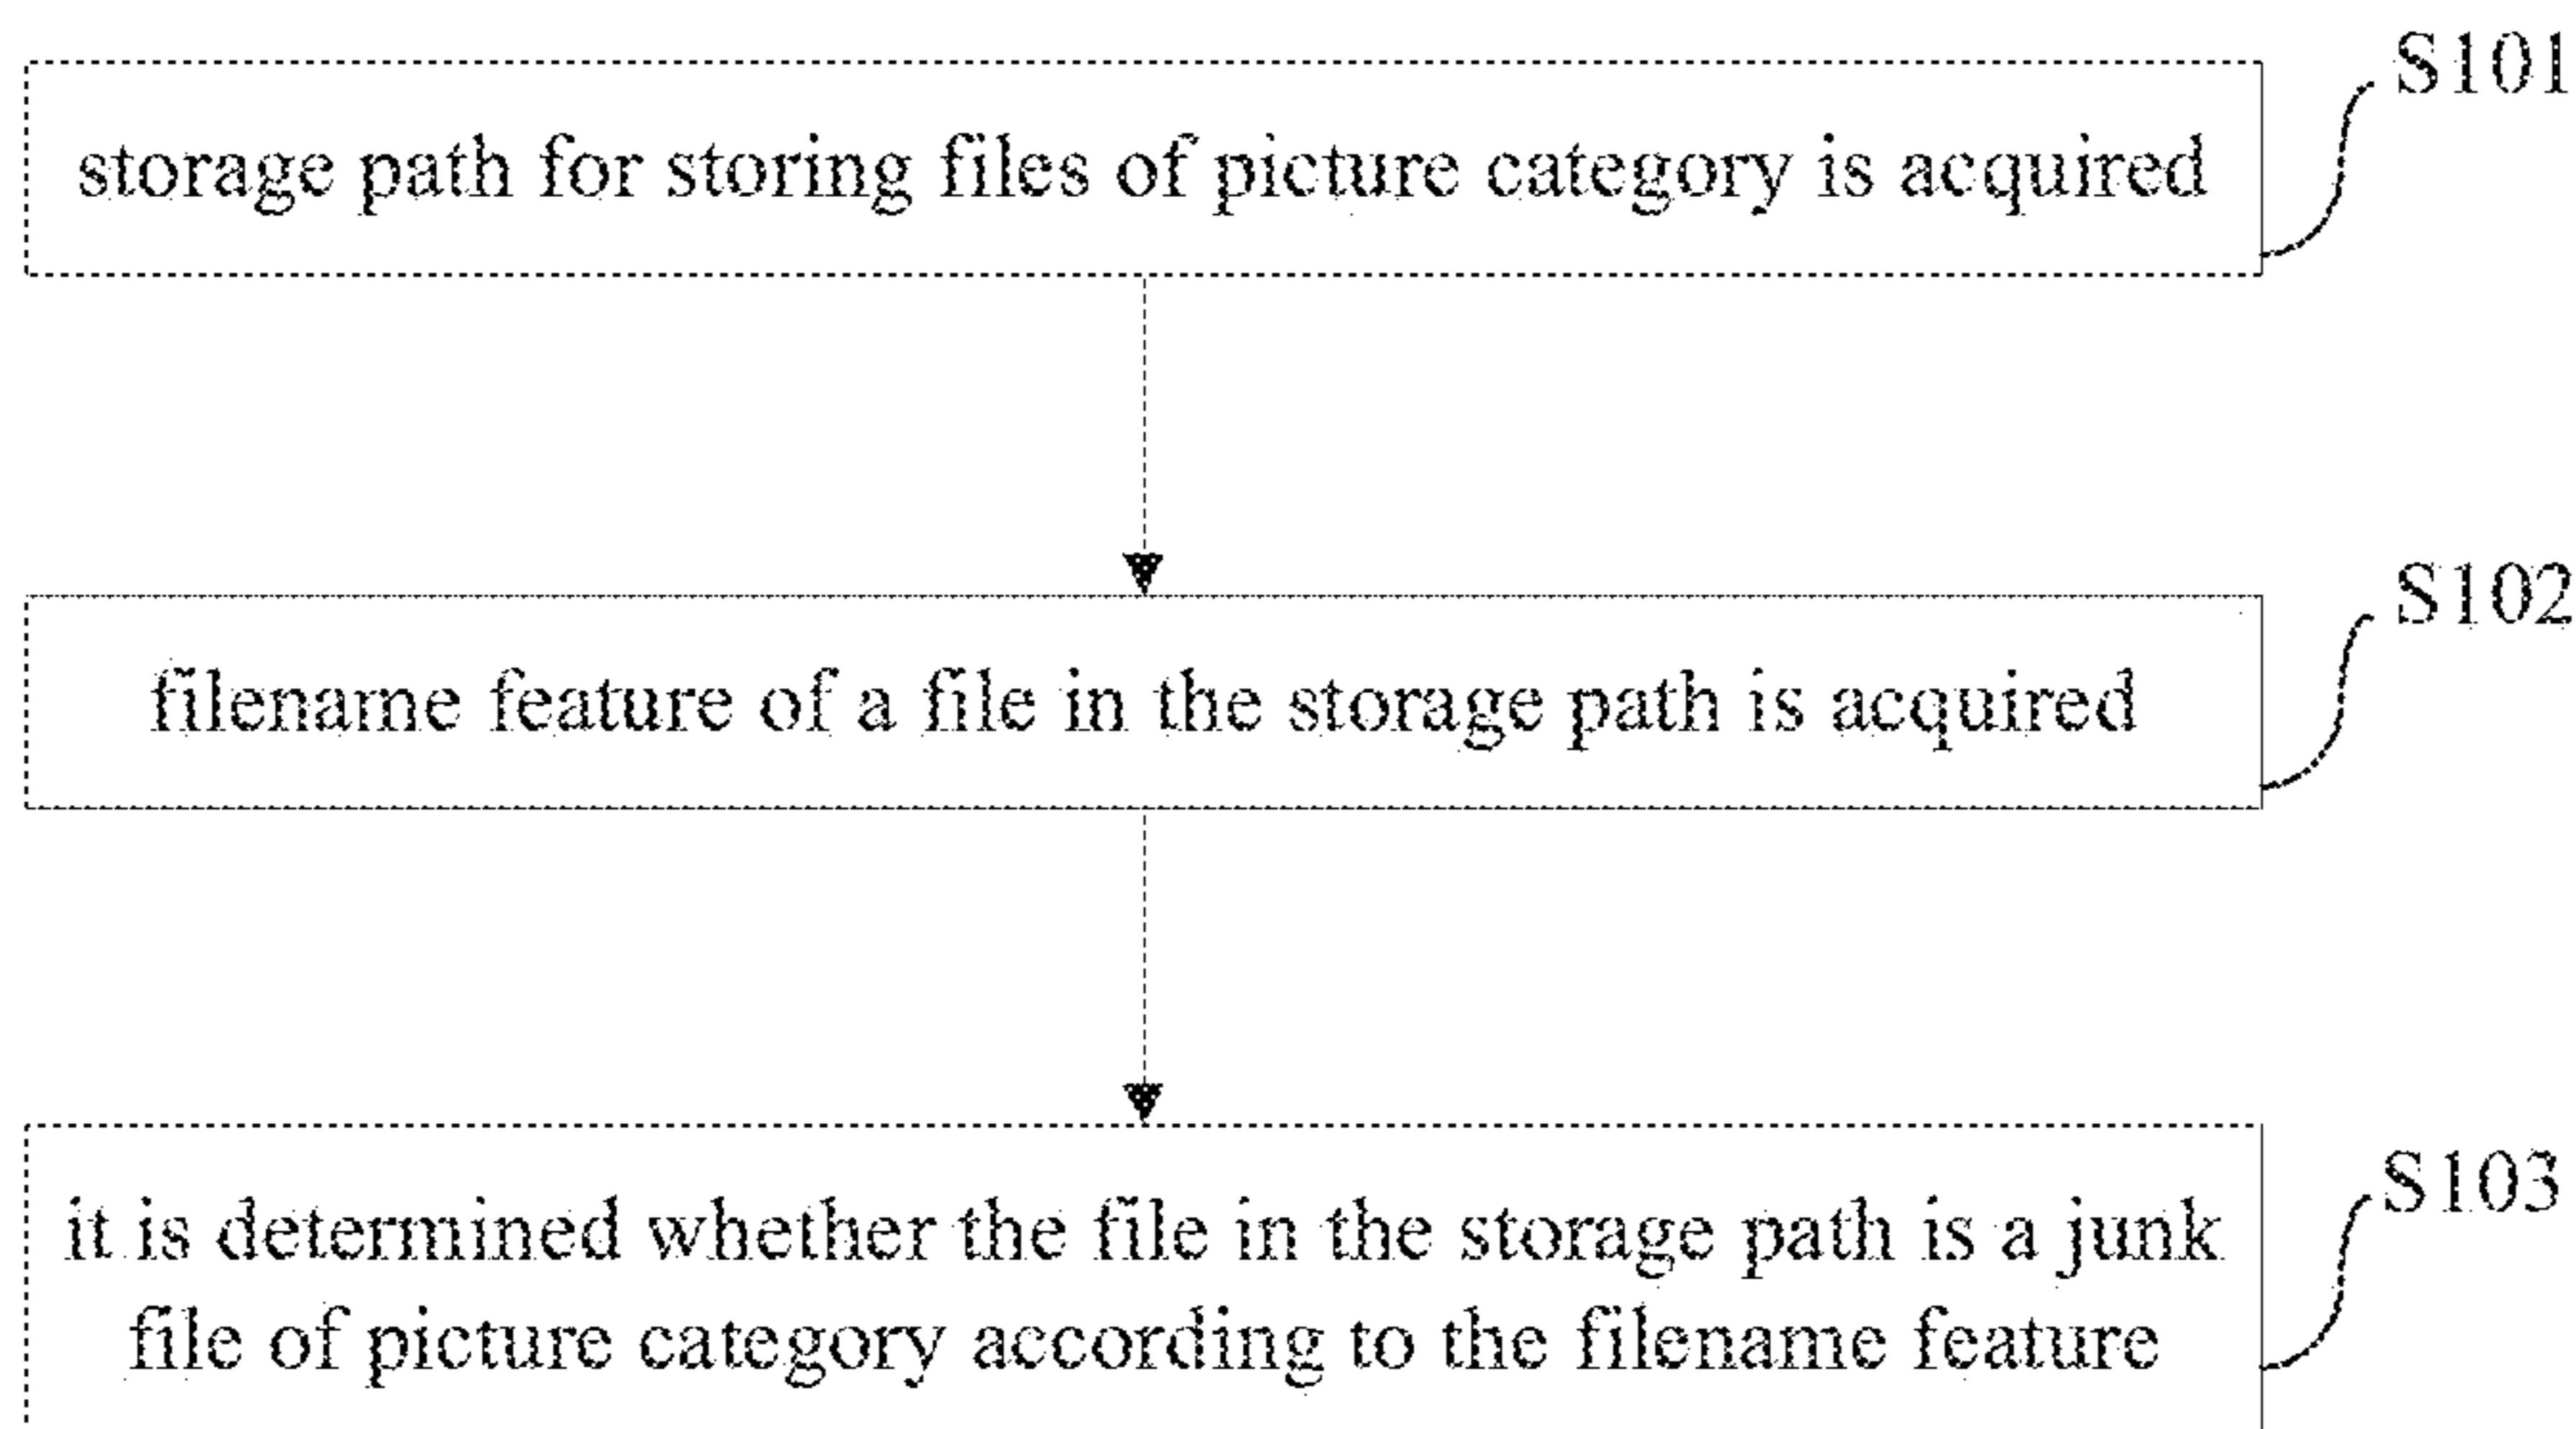 S101
storage path for storing files of picture category is acquired
S102
filename feature of a file in the storage path is acquired
S103
it is determined whether the file in the storage path is a junk
file of picture category according to the filename feature